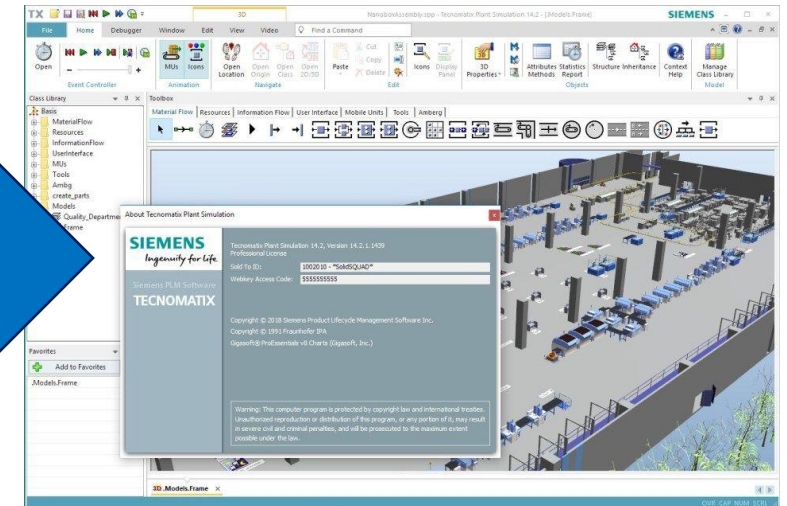 TX
3D
NanoboxAssembly.spp - Tecnomatix Plant Simulation 14.2 - [.Models.Frame]
SIEMENS
File Home Debugger Window Edit View Video Find a Command
Open
MUs Icons
Open Location
Open Origin
Open Class
Open 2D/3D
Paste
Cut
Copy
Delete
Icons
Display Panel
3D Properties
Attributes Methods
Statistics Report
Structure
Inheritance
Context Help
Manage Class Library
Event Controller Animation Navigate Edit Objects Model
Class Library
Toolbox
Material Flow Resources Information Flow User Interface Mobile Units Tools Amberg
Basis
MaterialFlow
Resources
InformationFlow
UserInterface
MUs
Tools
Ambg
create_parts
Models
Quality_Departme
Frame
Favorites
Add to Favorites
.Models.Frame
About Tecnomatix Plant Simulation
SIEMENS
Ingenuity for life
Siemens PLM Software
TECNOMATIX
Tecnomatix Plant Simulation 14.2, Version 14.2.1.1439
Professional License
Sold To ID: 1002010 - "SolidSQUAD"
Webkey Access Code: 5555555555
Copyright © 2018 Siemens Product Lifecycle Management Software Inc.
Copyright © 1991 Fraunhofer IPA
Gigasoft® ProEssentials v0 Charts (Gigasoft, Inc.)
Warning: This computer program is protected by copyright law and international treaties.
Unauthorized reproduction or distribution of this program, or any portion of it, may result
in severe civil and criminal penalties, and will be prosecuted to the maximum extent
possible under the law.
3D .Models.Frame
OVR CAP NUM SCRL